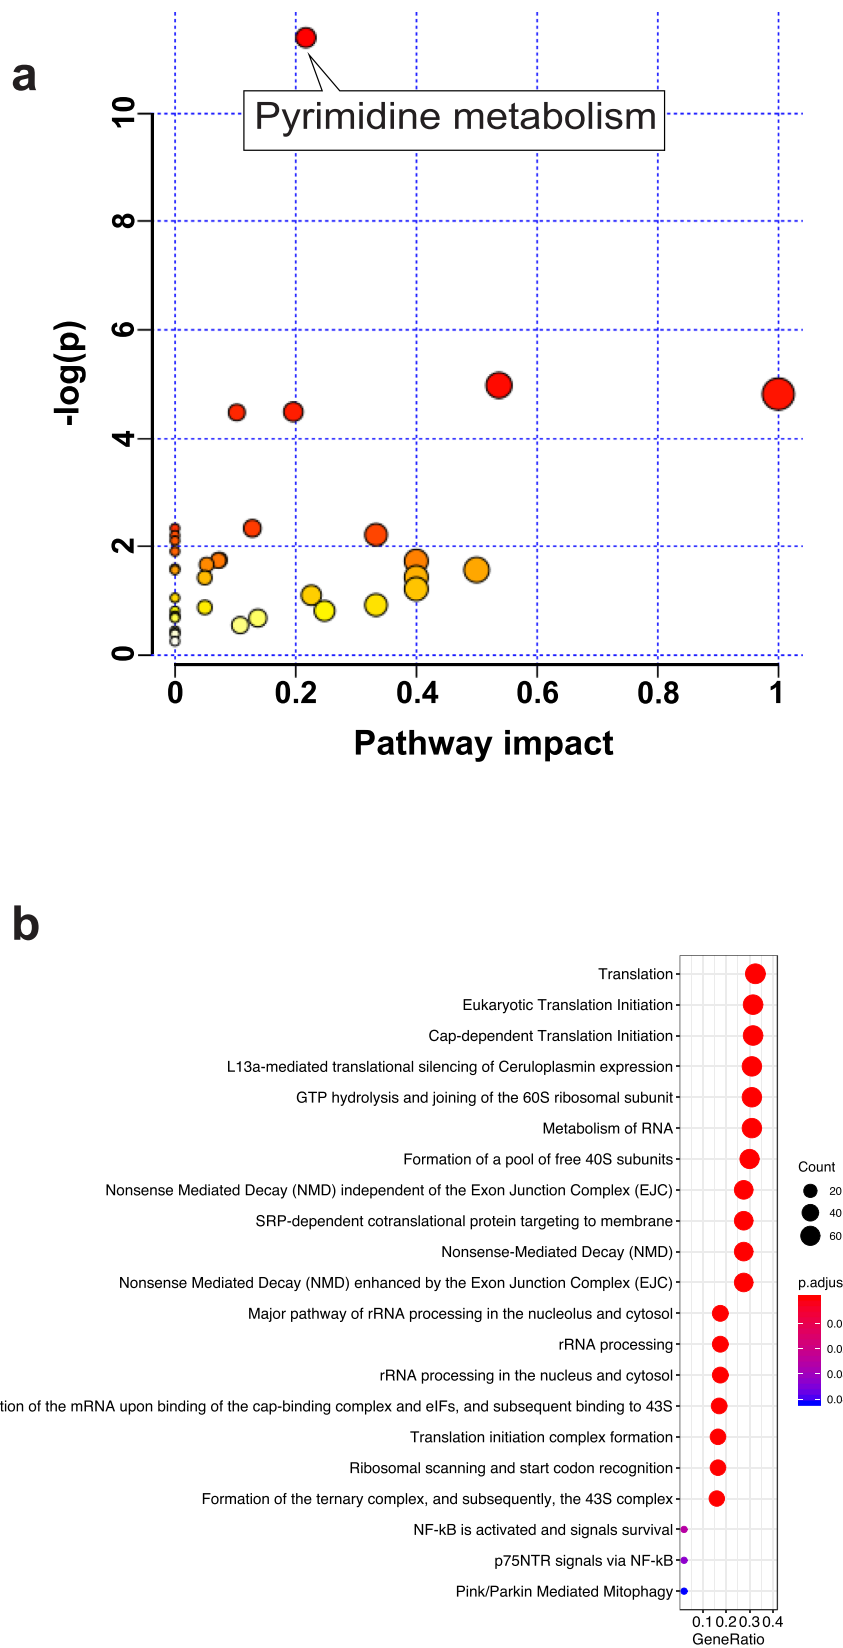 a
Pyrimidine metabolism
10
8
6
4
2
0
-log(p)
0 0.2 0.4 0.6 0.8 1
Pathway impact
b
Translation
Eukaryotic Translation Initiation
Cap-dependent Translation Initiation
L13a-mediated translational silencing of Ceruloplasmin expression
GTP hydrolysis and joining of the 60S ribosomal subunit
Metabolism of RNA
Formation of a pool of free 40S subunits
Nonsense Mediated Decay (NMD) independent of the Exon Junction Complex (EJC)
SRP-dependent cotranslational protein targeting to membrane
Nonsense-Mediated Decay (NMD)
Nonsense Mediated Decay (NMD) enhanced by the Exon Junction Complex (EJC)
Major pathway of rRNA processing in the nucleolus and cytosol
rRNA processing
rRNA processing in the nucleus and cytosol
tion of the mRNA upon binding of the cap-binding complex and eIFs, and subsequent binding to 43S
Translation initiation complex formation
Ribosomal scanning and start codon recognition
Formation of the ternary complex, and subsequently, the 43S complex
NF-kB is activated and signals survival
p75NTR signals via NF-kB
Pink/Parkin Mediated Mitophagy
0.1 0.2 0.3 0.4
GeneRatio
Count
20
40
60
p.adjus
0.0
0.0
0.0
0.0